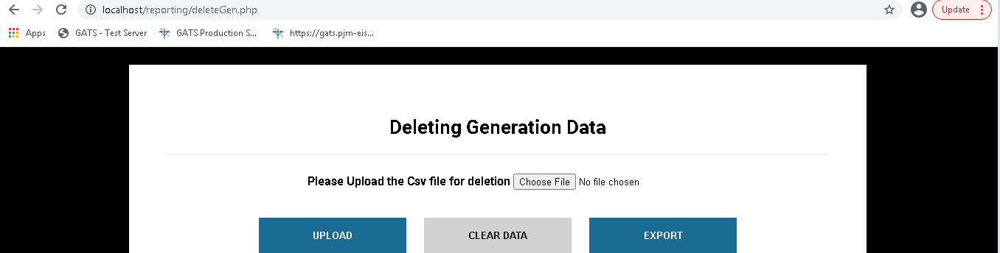 localhost/reporting/deleteGen.php
Update
Apps GATS - Test Server GATS Production S... https://gats.pjm-eis...
Deleting Generation Data
Please Upload the Csv file for deletion Choose File No file chosen
UPLOAD CLEAR DATA EXPORT